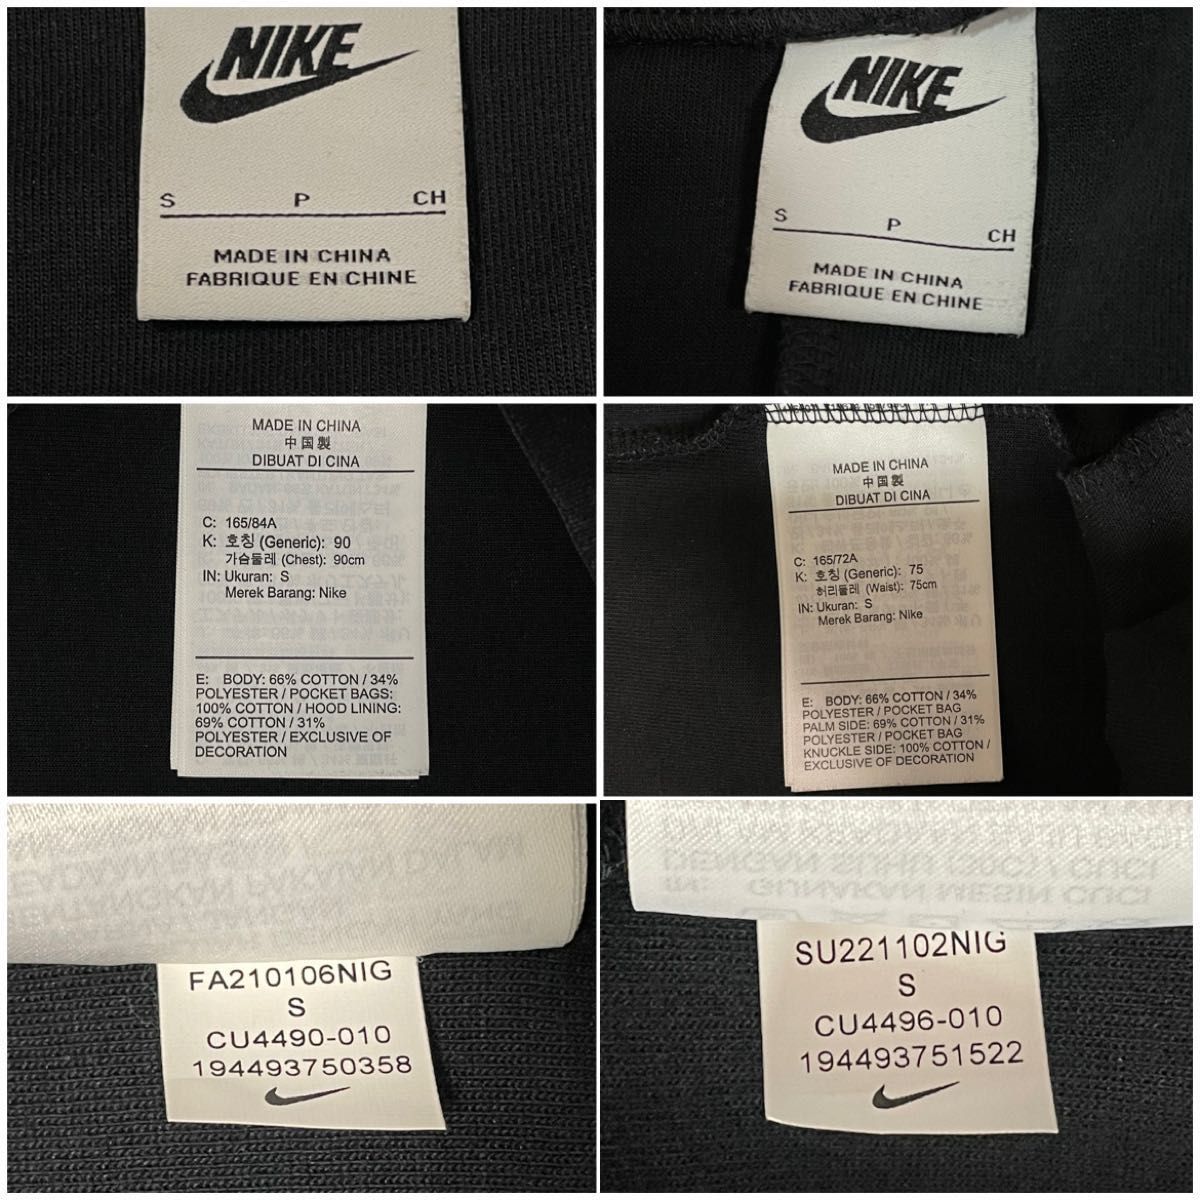 NIKE
S P CH
MADE IN CHINA
FABRIQUE EN CHINE
NIKE
S P CH
MADE IN CHINA
FABRIQUE EN CHINE
MADE IN CHINA
中国製
DIBUAT DI CINA
C: 165/84A
K: 호칭 (Generic): 90
가슴둘레 (Chest): 90cm
IN: Ukuran: S
Merek Barang: Nike
E: BODY: 66% COTTON / 34%
POLYESTER / POCKET BAGS:
100% COTTON / HOOD LINING:
69% COTTON / 31%
POLYESTER / EXCLUSIVE OF
DECORATION
MADE IN CHINA
中国製
DIBUAT DI CINA
C: 165/72A
K: 호칭 (Generic): 75
허리둘레 (Waist): 75cm
IN: Ukuran: S
Merek Barang: Nike
E: BODY: 66% COTTON / 34%
POLYESTER / POCKET BAG
PALM SIDE: 69% COTTON / 31%
POLYESTER / POCKET BAG
KNUCKLE SIDE: 100% COTTON /
EXCLUSIVE OF DECORATION
FA210106NIG
S
CU4490-010
194493750358
DENGAN SUHU
IN: GUNAKAN MESIN CUCI
SU221102NIG
S
CU4496-010
194493751522